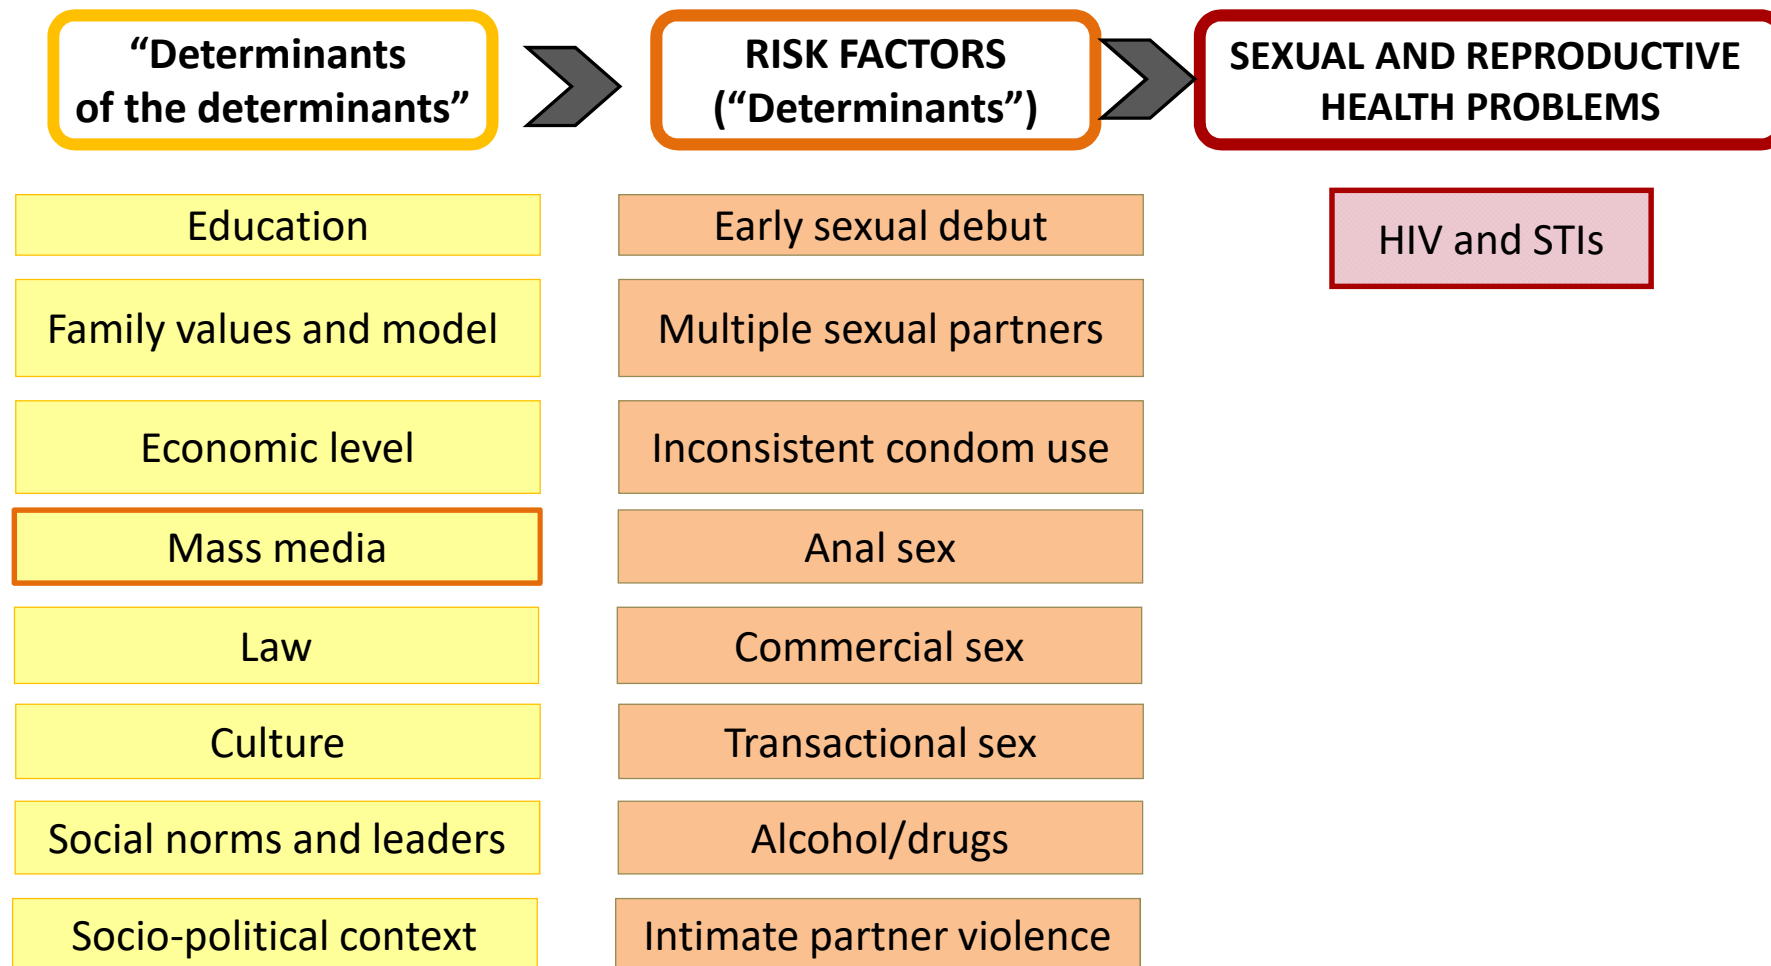 “Determinants
of the determinants”
RISK FACTORS
(“Determinants”)
SEXUAL AND REPRODUCTIVE
HEALTH PROBLEMS
Education
Family values and model
Economic level
Mass media
Law
Culture
Social norms and leaders
Socio-political context
Early sexual debut
Multiple sexual partners
Inconsistent condom use
Anal sex
Commercial sex
Transactional sex
Alcohol/drugs
Intimate partner violence
HIV and STIs